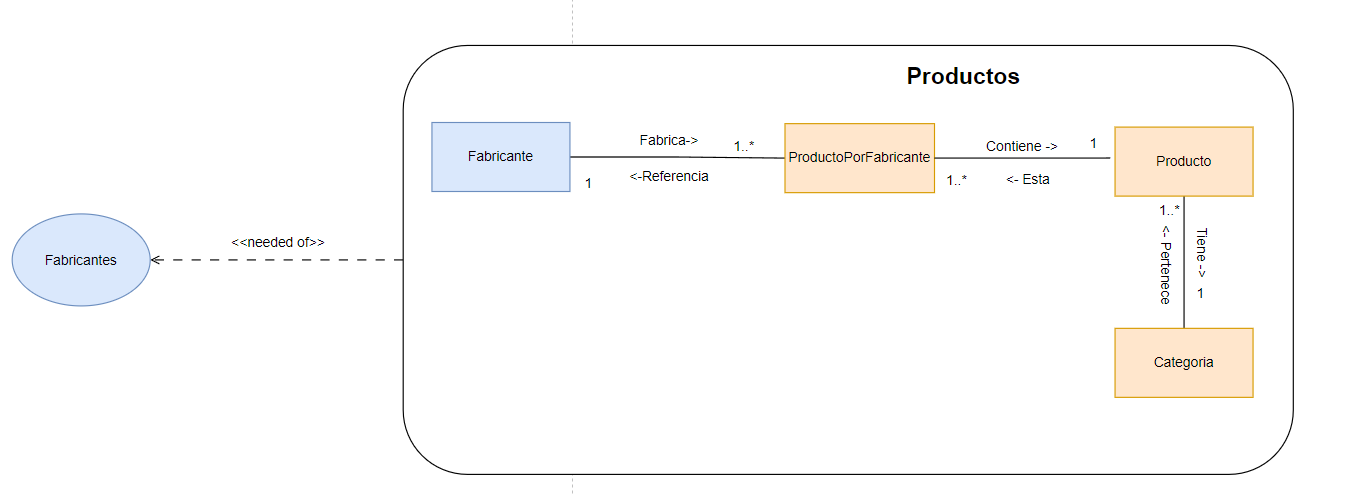 Productos
Fabricante
Fabrica->
1..*
1
<-Referencia
ProductoPorFabricante
Contiene ->
1
1..*
<- Esta
Producto
1..*
<- Pertenece
Tiene ->
1
Categoria
Fabricantes
<<needed of>>